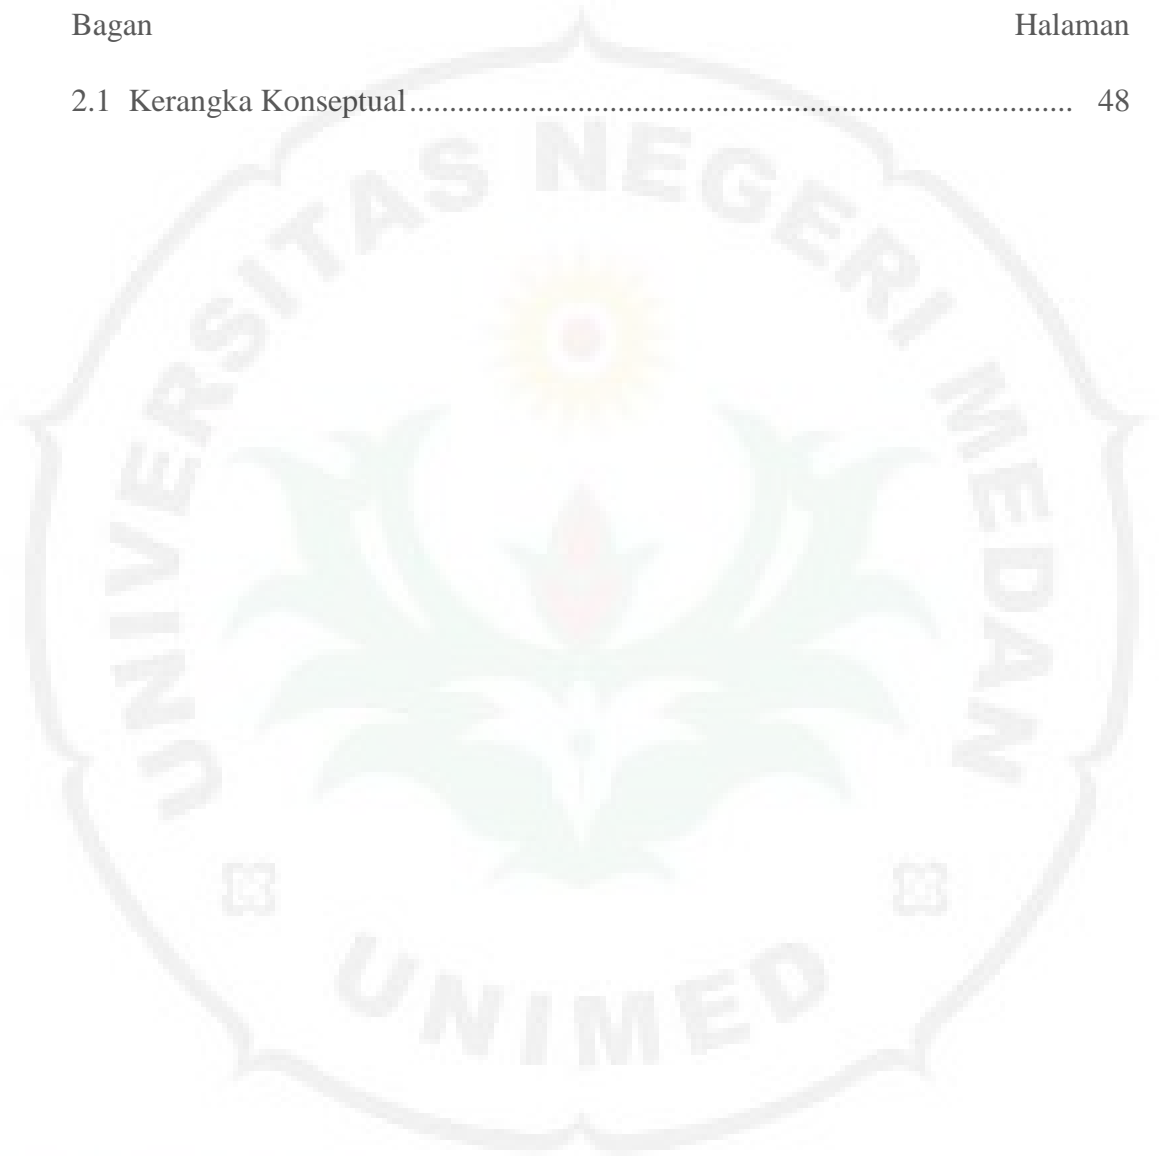 Bagan Halaman
2.1 Kerangka Konseptual.................................................................................. 48
UNIVERSITAS NEGERI MEDAN
UNIMED